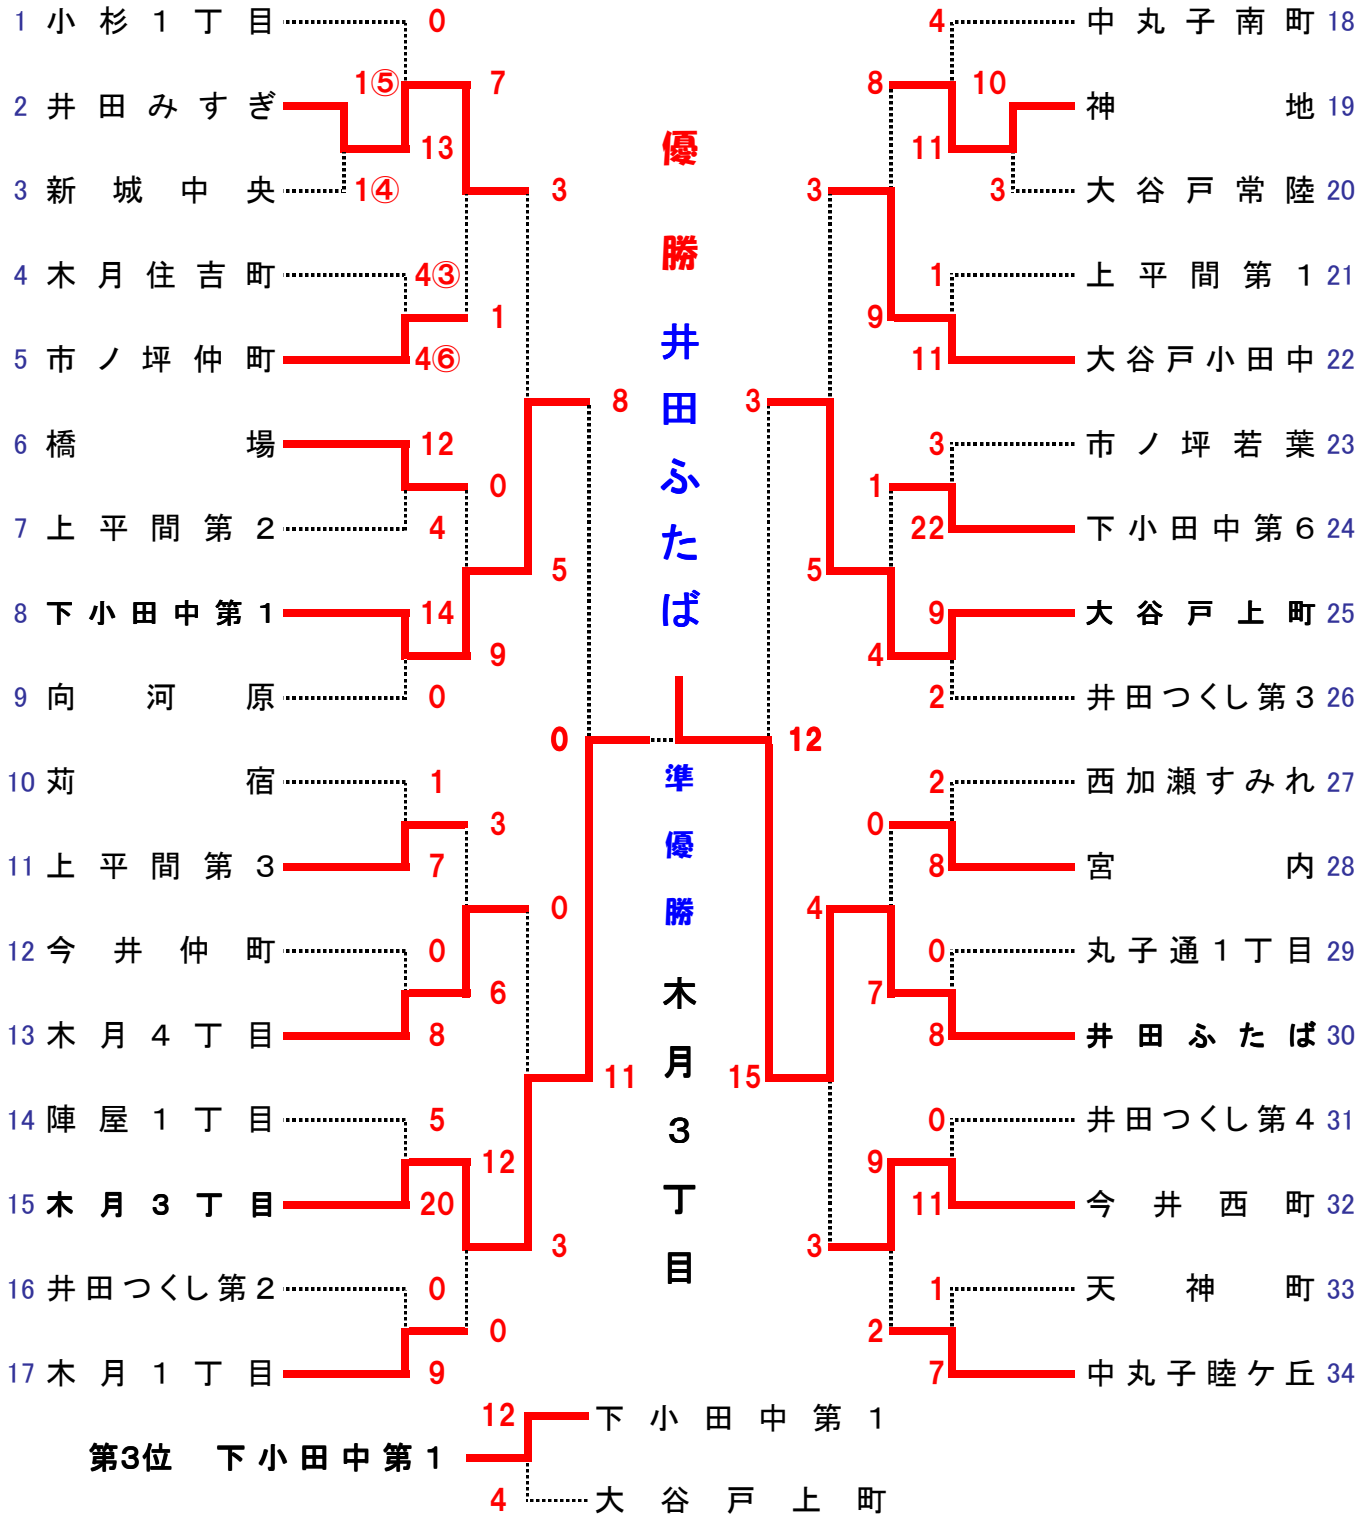 1 小杉1丁目 0 4 中丸子南町 18
1⑤ 7 8 10
2 井田みすぎ 神地 19
13 11
3 新城中央 1④ 3 3 3 大谷戸常陸 20
4 木月住吉町 4③ 1 上平間第1 21
1 9
5 市ノ坪仲町 4⑥ 11 大谷戸小田中 22
8 3
6 橋場 12 3 市ノ坪若葉 23
0 1
7 上平間第2 4 22 下小田中第6 24
5 5
8 下小田中第1 14 9 大谷戸上町 25
9 4
9 向河原 0 2 井田つくし第3 26
0 12
10 苅宿 1 2 西加瀬すみれ 27
3 0
11 上平間第3 7 8 宮内 28
0 4
12 今井仲町 0 0 丸子通1丁目 29
6 7
13 木月4丁目 8 8 井田ふたば 30
11 15
14 陣屋1丁目 5 0 井田つくし第4 31
12 9
15 木月3丁目 20 11 今井西町 32
3 3
16 井田つくし第2 0 1 天神町 33
0 2
17 木月1丁目 9 7 中丸子睦ケ丘 34
優勝 井田ふたば
準優勝 木月3丁目
12 下小田中第1
第3位 下小田中第1
4 大谷戸上町